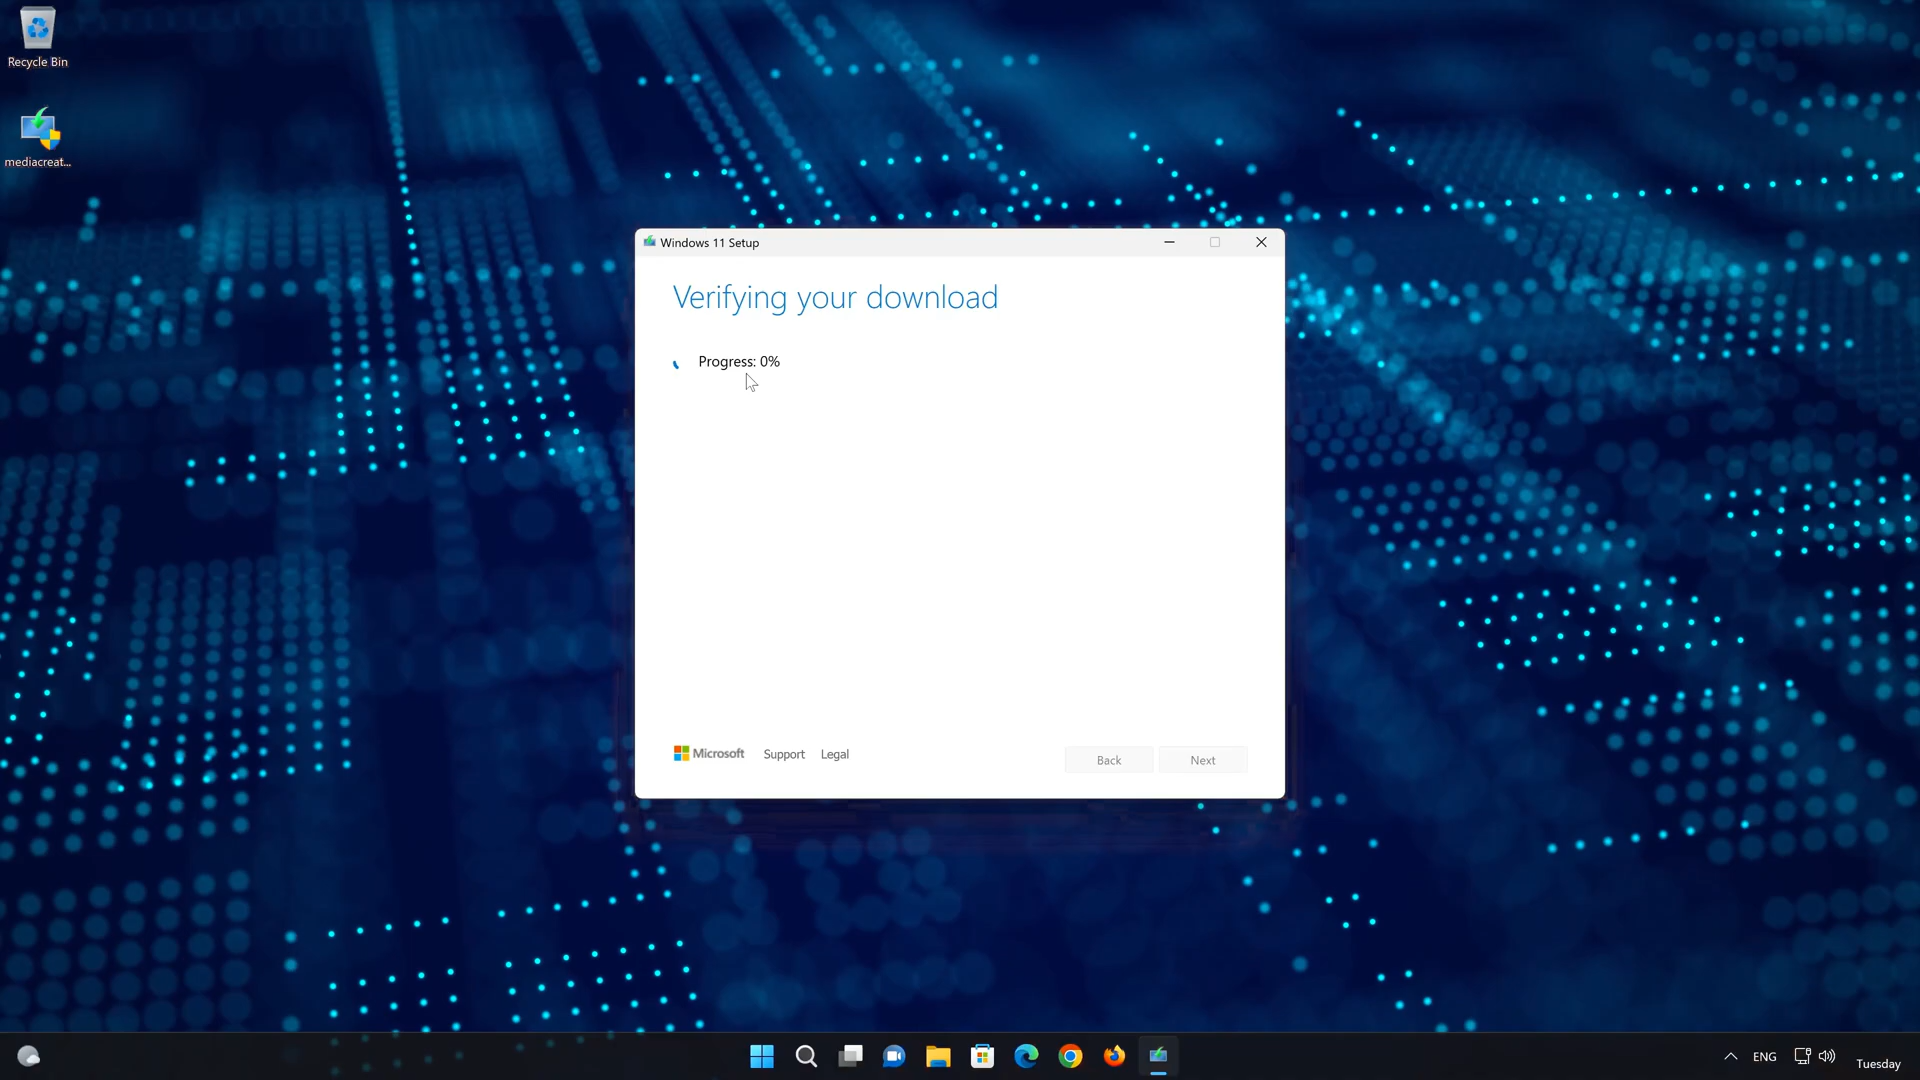 Recycle Bin
mediacreat...
Windows 11 Setup
Verifying your download
Progress: 0%
Microsoft
Support
Legal
Back
Next
ENG
Tuesday